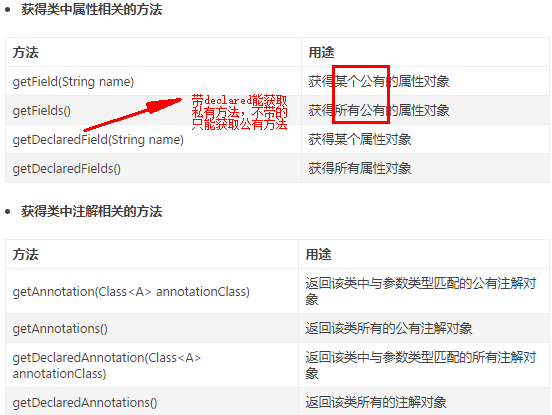 获得类中属性相关的方法
方法 用途
getField(String name) 获得某个公有的属性对象
getFields() 获得所有公有的属性对象
getDeclaredField(String name) 获得某个属性对象
getDeclaredFields() 获得所有属性对象
带declared能获取
私有方法，不带的
只能获取公有方法
获得类中注解相关的方法
方法 用途
getAnnotation(Class<A> annotationClass) 返回该类中与参数类型匹配的公有注解对
象
getAnnotations() 返回该类所有的公有注解对象
getDeclaredAnnotation(Class<A> 返回该类中与参数类型匹配的所有注解对
annotationClass) 象
getDeclaredAnnotations() 返回该类所有的注解对象